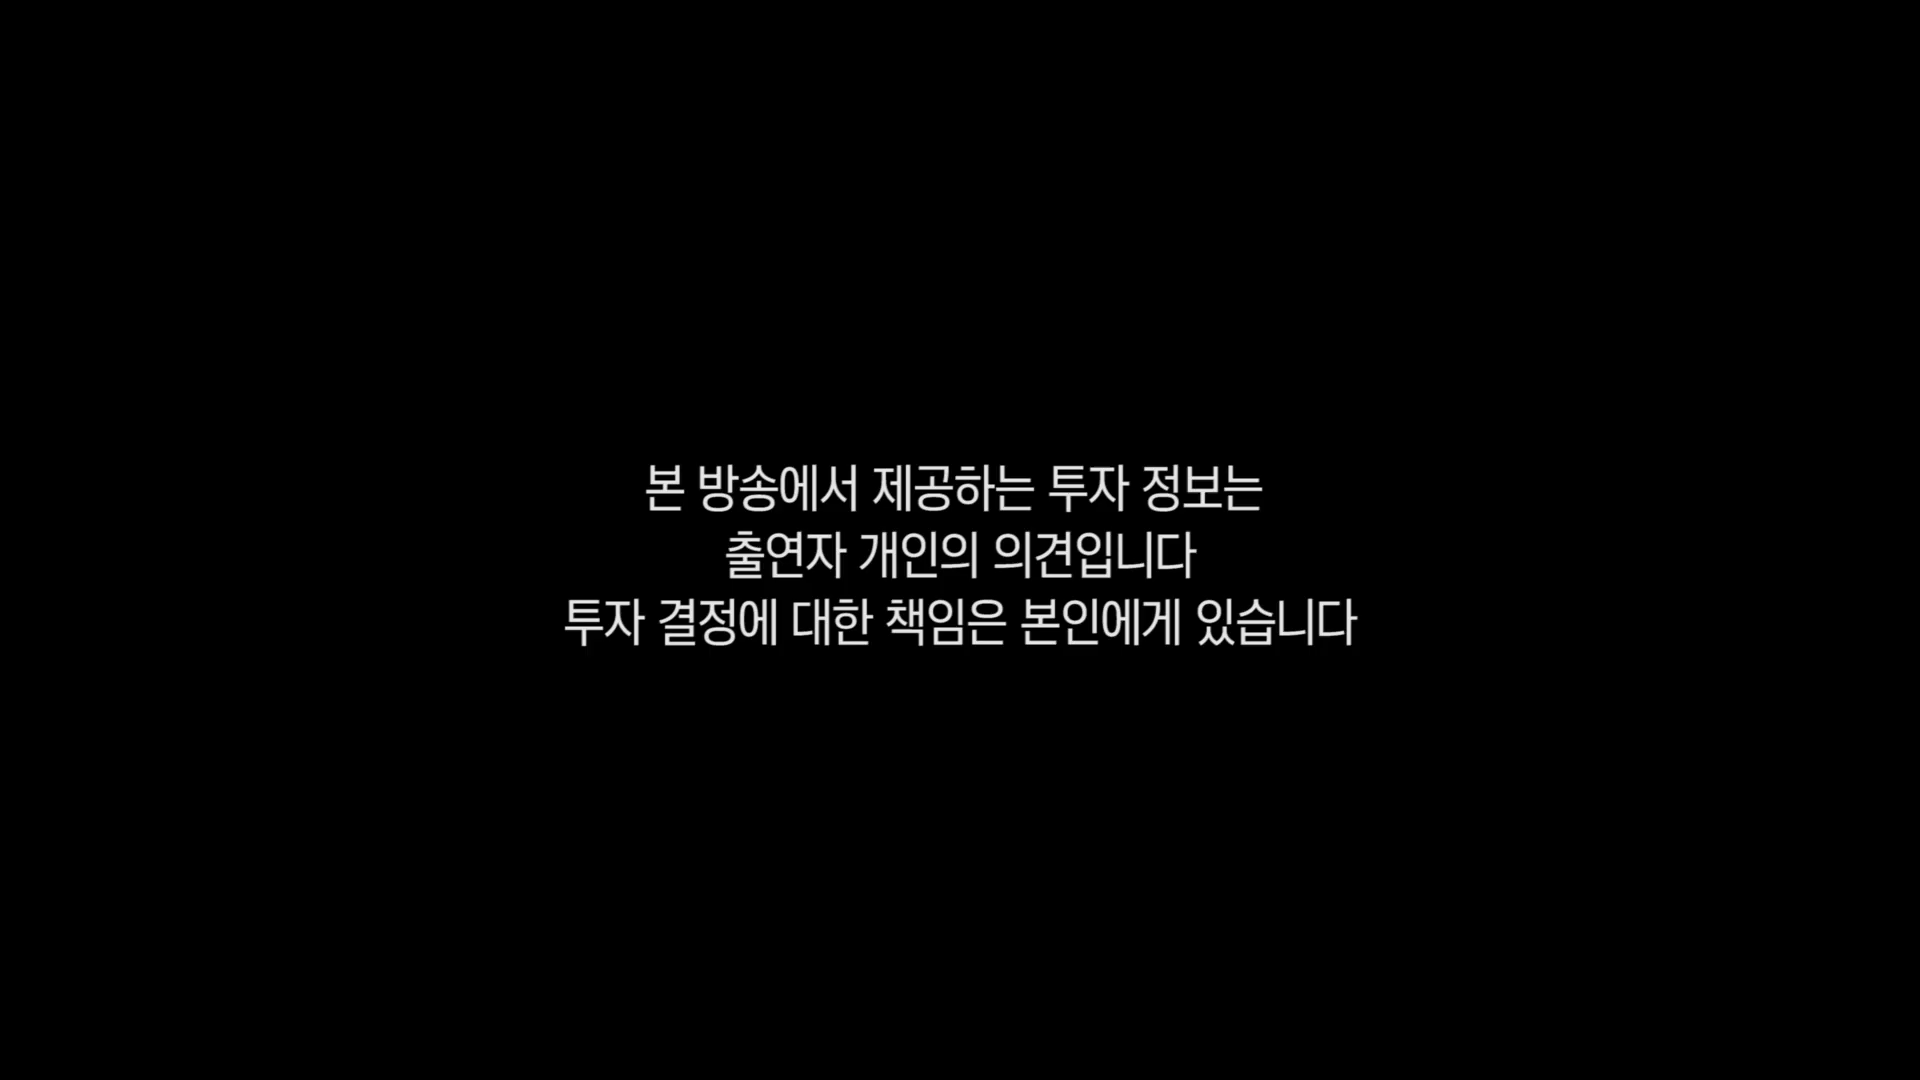 본 방송에서 제공하는 투자 정보는
출연자 개인의 의견입니다
투자 결정에 대한 책임은 본인에게 있습니다